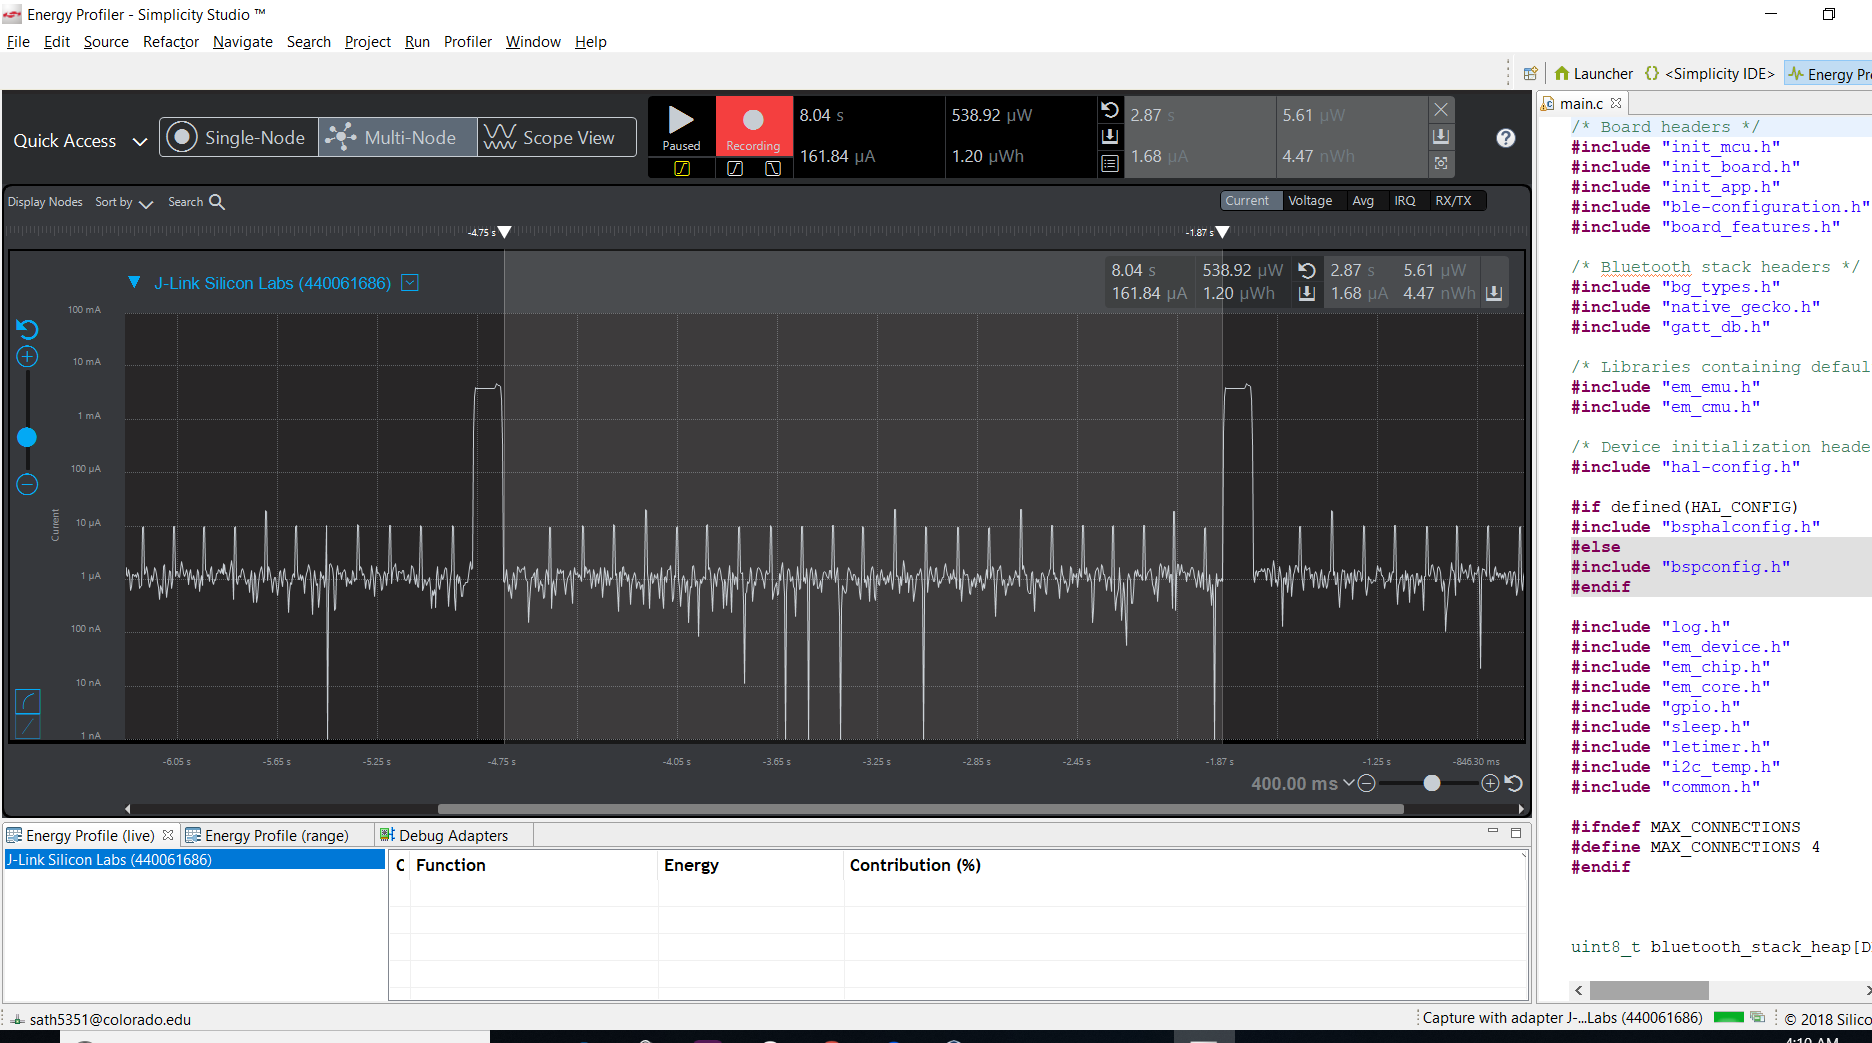 Energy Profiler - Simplicity Studio ™
File Edit Source Refactor Navigate Search Project Run Profiler Window Help
Launcher <Simplicity IDE> Energy Pr
Quick Access Single-Node Multi-Node Scope View
Paused Recording
8.04 s 538.92 µW 2.87 s 5.61 µW
161.84 µA 1.20 µWh 1.68 µA 4.47 nWh
Display Nodes Sort by Search
Current Voltage Avg IRQ RX/TX
-4.75 s -1.87 s
J-Link Silicon Labs (440061686)
8.04 s 538.92 µW 2.87 s 5.61 µW
161.84 µA 1.20 µWh 1.68 µA 4.47 nWh
100 mA
10 mA
1 mA
100 µA
10 µA
1 µA
100 nA
10 nA
1 nA
Current
-6.05 s -5.65 s -5.25 s -4.75 s -4.05 s -3.65 s -3.25 s -2.85 s -2.45 s -1.87 s -1.25 s -846.30 ms
400.00 ms
Energy Profile (live) Energy Profile (range) Debug Adapters
J-Link Silicon Labs (440061686)
C Function Energy Contribution (%)
main.c
/* Board headers */
#include "init_mcu.h"
#include "init_board.h"
#include "init_app.h"
#include "ble-configuration.h"
#include "board_features.h"
/* Bluetooth stack headers */
#include "bg_types.h"
#include "native_gecko.h"
#include "gatt_db.h"
/* Libraries containing defaul
#include "em_emu.h"
#include "em_cmu.h"
/* Device initialization heade
#include "hal-config.h"
#if defined(HAL_CONFIG)
#include "bsphalconfig.h"
#else
#include "bspconfig.h"
#endif
#include "log.h"
#include "em_device.h"
#include "em_chip.h"
#include "em_core.h"
#include "gpio.h"
#include "sleep.h"
#include "letimer.h"
#include "i2c_temp.h"
#include "common.h"
#ifndef MAX_CONNECTIONS
#define MAX_CONNECTIONS 4
#endif
uint8_t bluetooth_stack_heap[D
sath5351@colorado.edu
Capture with adapter J-...Labs (440061686)
© 2018 Silico
4:10 AM